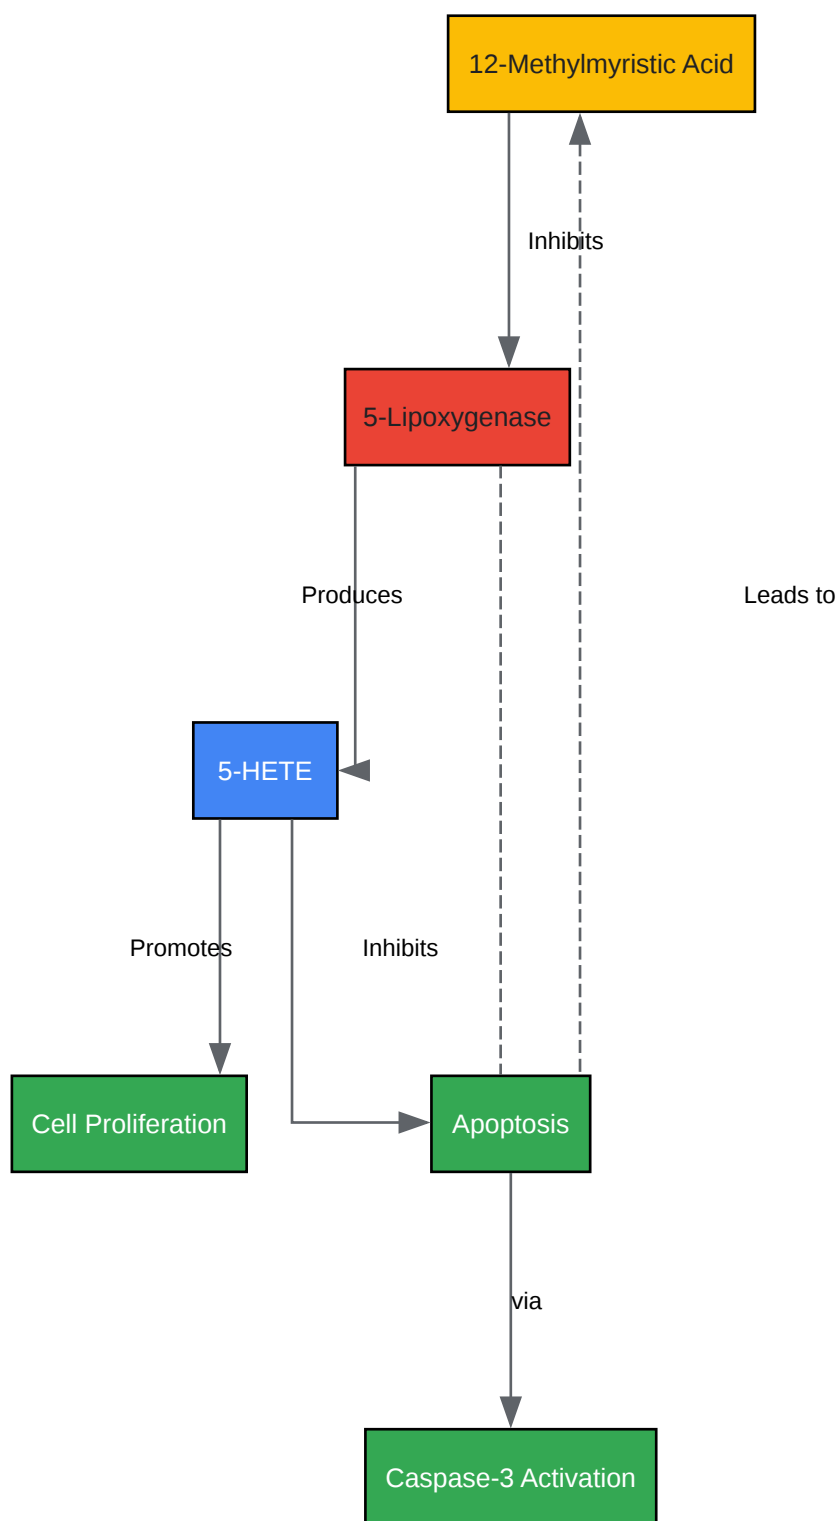 12-Methylmyristic Acid
Inhibits
5-Lipoxygenase
Produces
Leads to
5-HETE
Promotes
Inhibits
Cell Proliferation
Apoptosis
via
Caspase-3 Activation